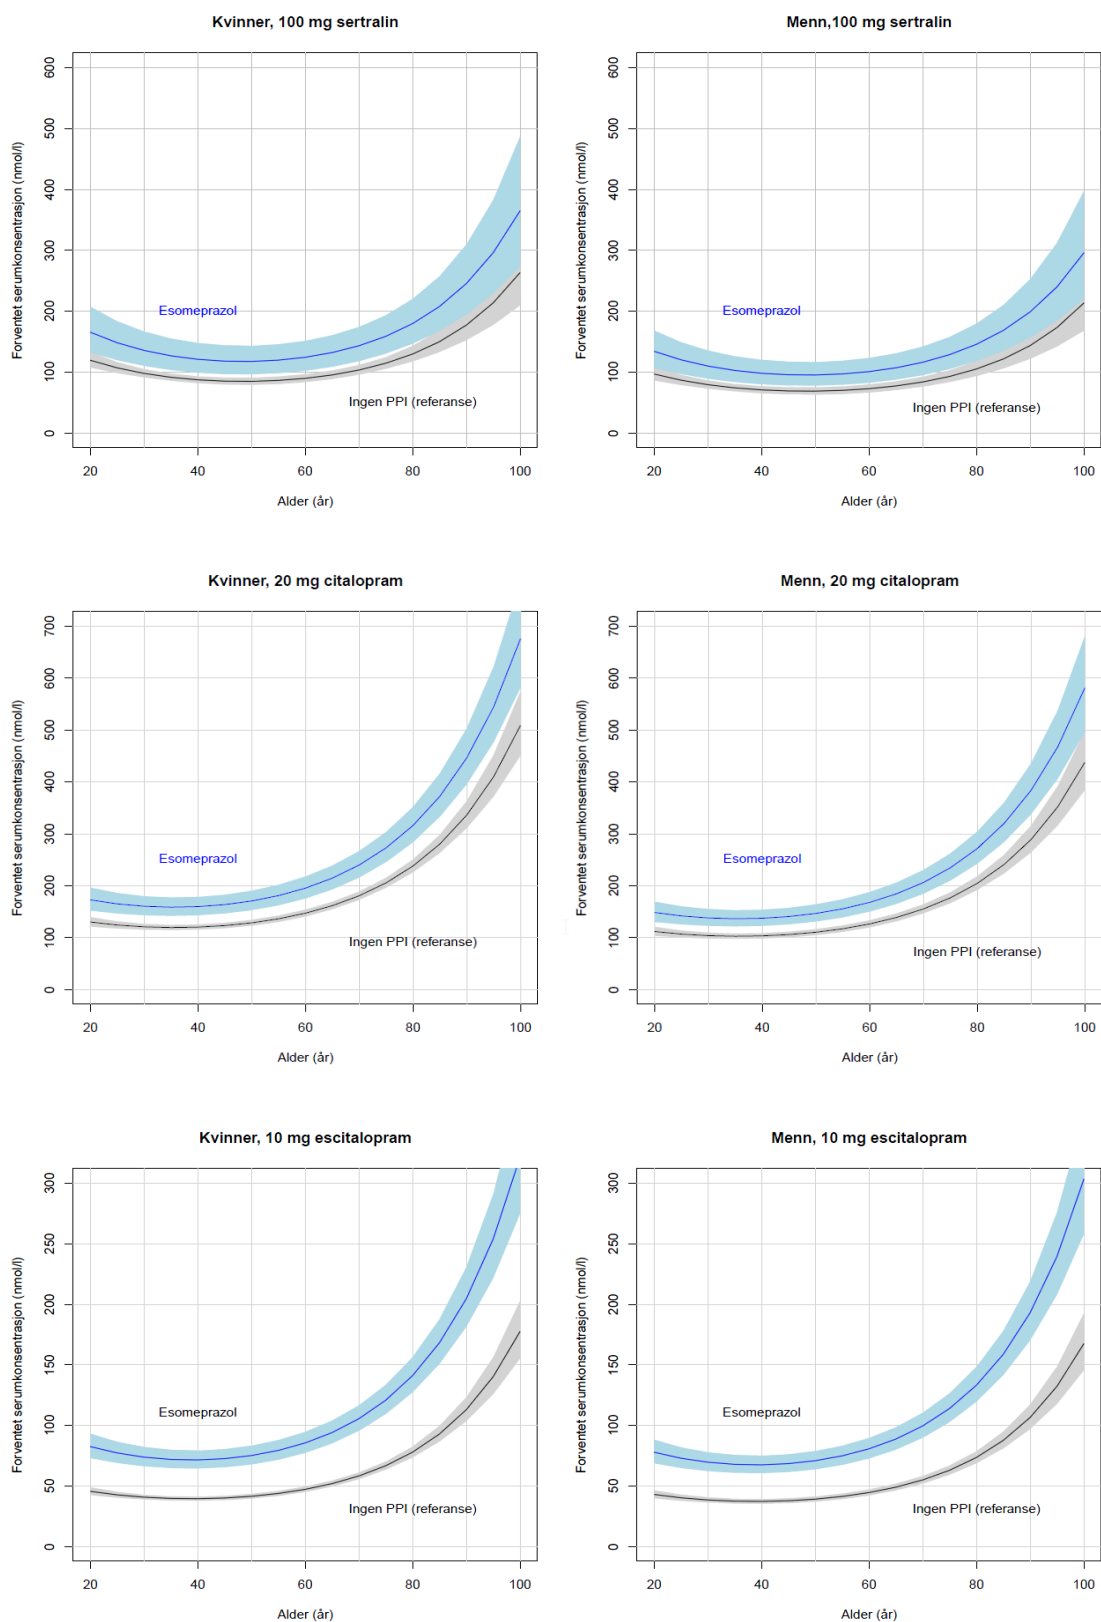 Kvinner, 100 mg sertralin
Forventet serumkonsentrasjon (nmol/l)
600
500
400
300
200
100
0
Esomeprazol
Ingen PPI (referanse)
20 40 60 80 100
Alder (år)
Menn,100 mg sertralin
Forventet serumkonsentrasjon (nmol/l)
600
500
400
300
200
100
0
Esomeprazol
Ingen PPI (referanse)
20 40 60 80 100
Alder (år)
Kvinner, 20 mg citalopram
Forventet serumkonsentrasjon (nmol/l)
700
600
500
400
300
200
100
0
Esomeprazol
Ingen PPI (referanse)
20 40 60 80 100
Alder (år)
Menn, 20 mg citalopram
Forventet serumkonsentrasjon (nmol/l)
700
600
500
400
300
200
100
0
Esomeprazol
Ingen PPI (referanse)
20 40 60 80 100
Alder (år)
Kvinner, 10 mg escitalopram
Forventet serumkonsentrasjon (nmol/l)
300
250
200
150
100
50
0
Esomeprazol
Ingen PPI (referanse)
20 40 60 80 100
Alder (år)
Menn, 10 mg escitalopram
Forventet serumkonsentrasjon (nmol/l)
300
250
200
150
100
50
0
Esomeprazol
Ingen PPI (referanse)
20 40 60 80 100
Alder (år)